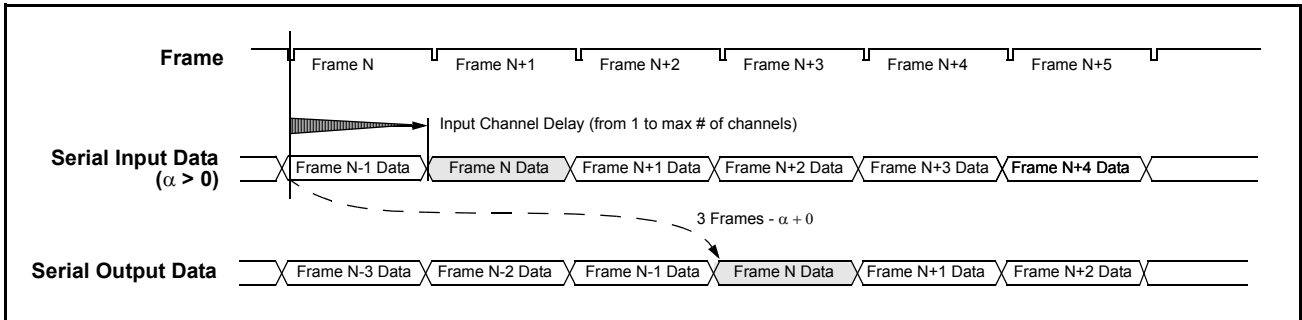 Frame
Frame N Frame N+1 Frame N+2 Frame N+3 Frame N+4 Frame N+5
Input Channel Delay (from 1 to max # of channels)
Serial Input Data
(α > 0)
Frame N-1 Data Frame N Data Frame N+1 Data Frame N+2 Data Frame N+3 Data Frame N+4 Data
3 Frames - α + 0
Serial Output Data
Frame N-3 Data Frame N-2 Data Frame N-1 Data Frame N Data Frame N+1 Data Frame N+2 Data